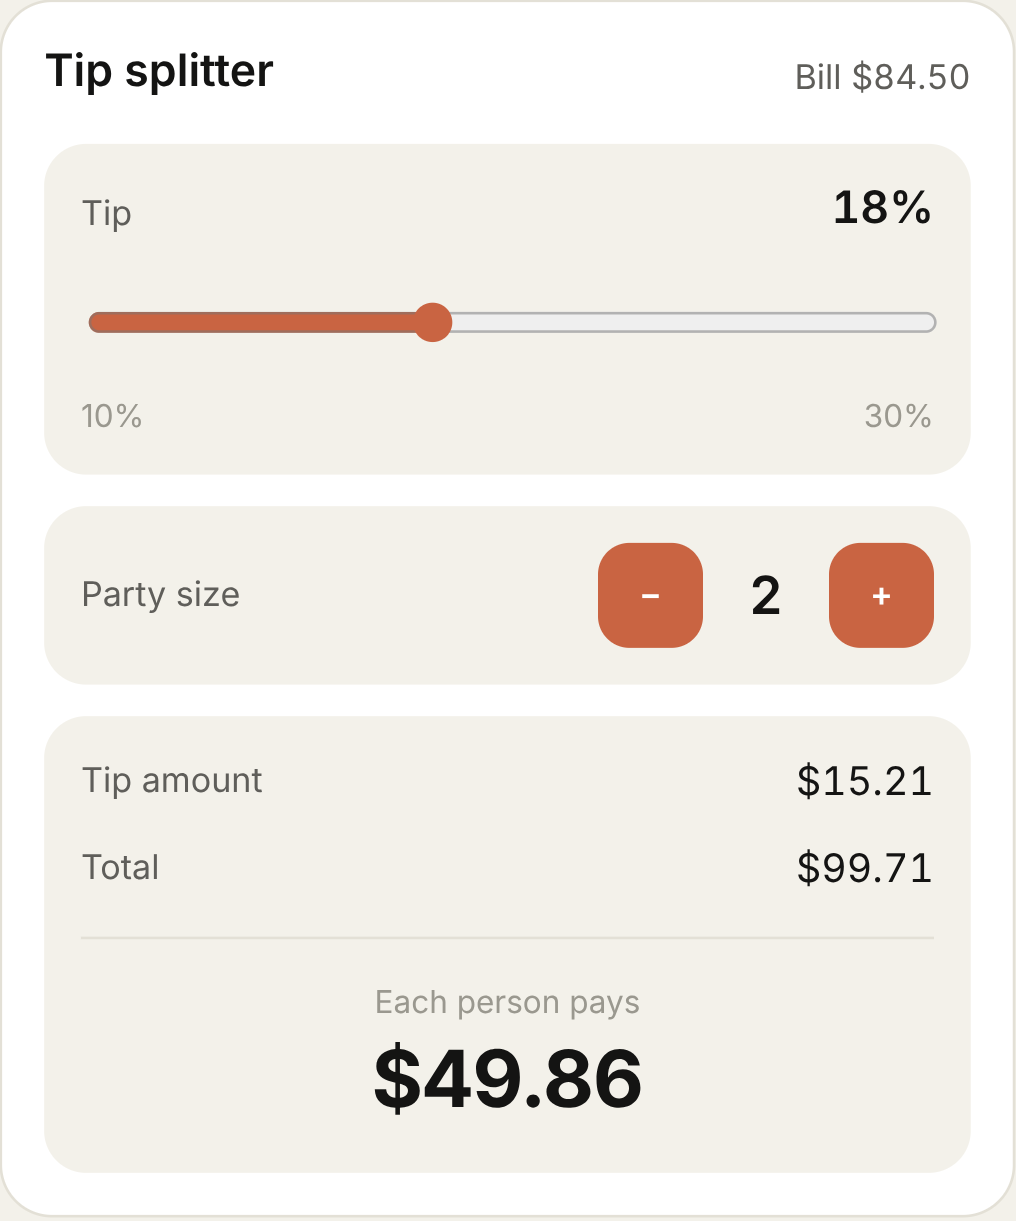 Tip splitter
Bill $84.50
Tip
18%
10%
30%
Party size
−
2
+
Tip amount
$15.21
Total
$99.71
Each person pays
$49.86